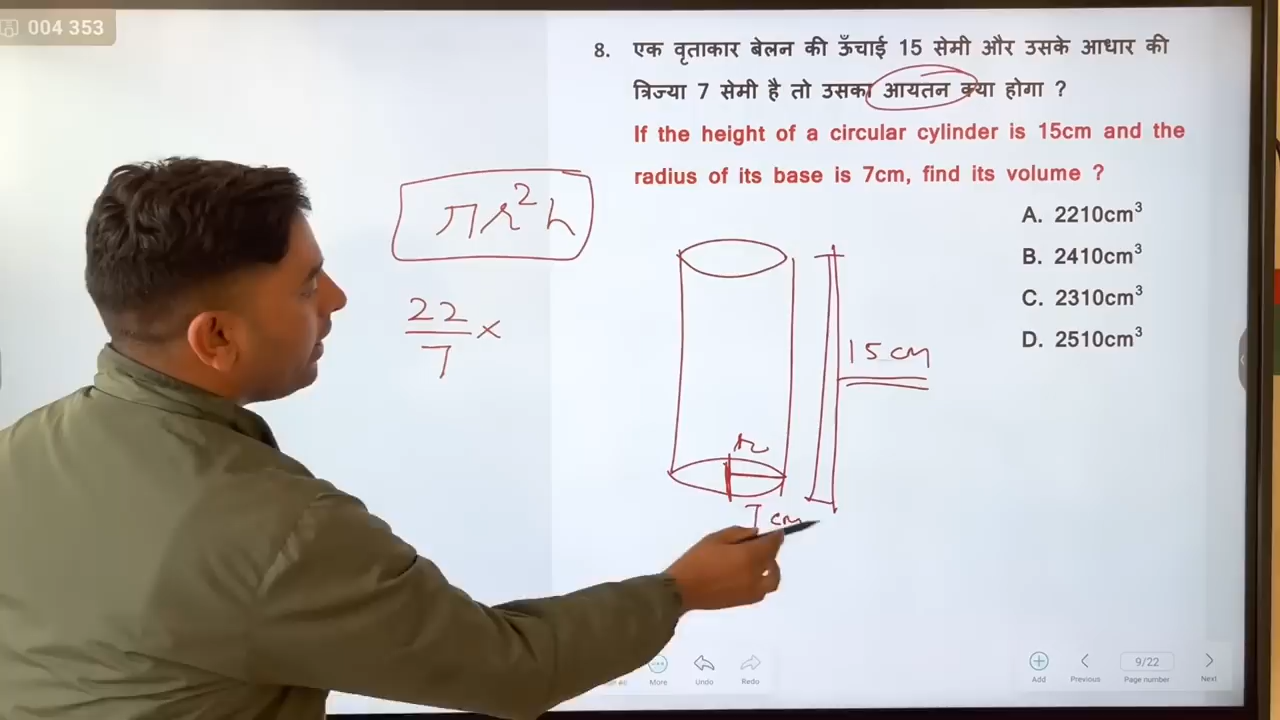 004 353
8. एक वृताकार बेलन की ऊँचाई 15 सेमी और उसके आधार की
त्रिज्या 7 सेमी है तो उसका आयतन क्या होगा ?
If the height of a circular cylinder is 15cm and the
radius of its base is 7cm, find its volume ?
A. 2210cm³
B. 2410cm³
C. 2310cm³
D. 2510cm³
πr²h
22/7 ×
15 cm
r
7 cm
More
Undo
Redo
Add
Previous
9/22
Page number
Next